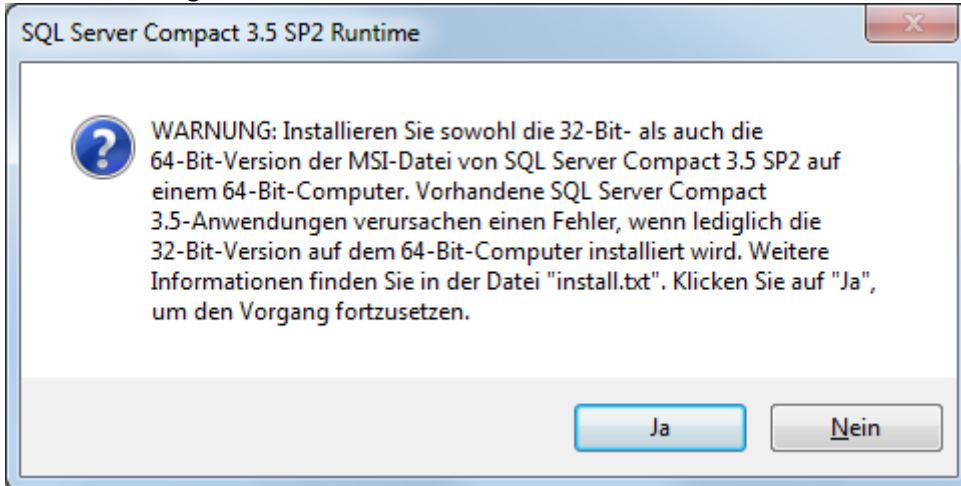 SQL Server Compact 3.5 SP2 Runtime
WARNUNG: Installieren Sie sowohl die 32-Bit- als auch die
64-Bit-Version der MSI-Datei von SQL Server Compact 3.5 SP2 auf
einem 64-Bit-Computer. Vorhandene SQL Server Compact
3.5-Anwendungen verursachen einen Fehler, wenn lediglich die
32-Bit-Version auf dem 64-Bit-Computer installiert wird. Weitere
Informationen finden Sie in der Datei "install.txt". Klicken Sie auf "Ja",
um den Vorgang fortzusetzen.
Ja Nein